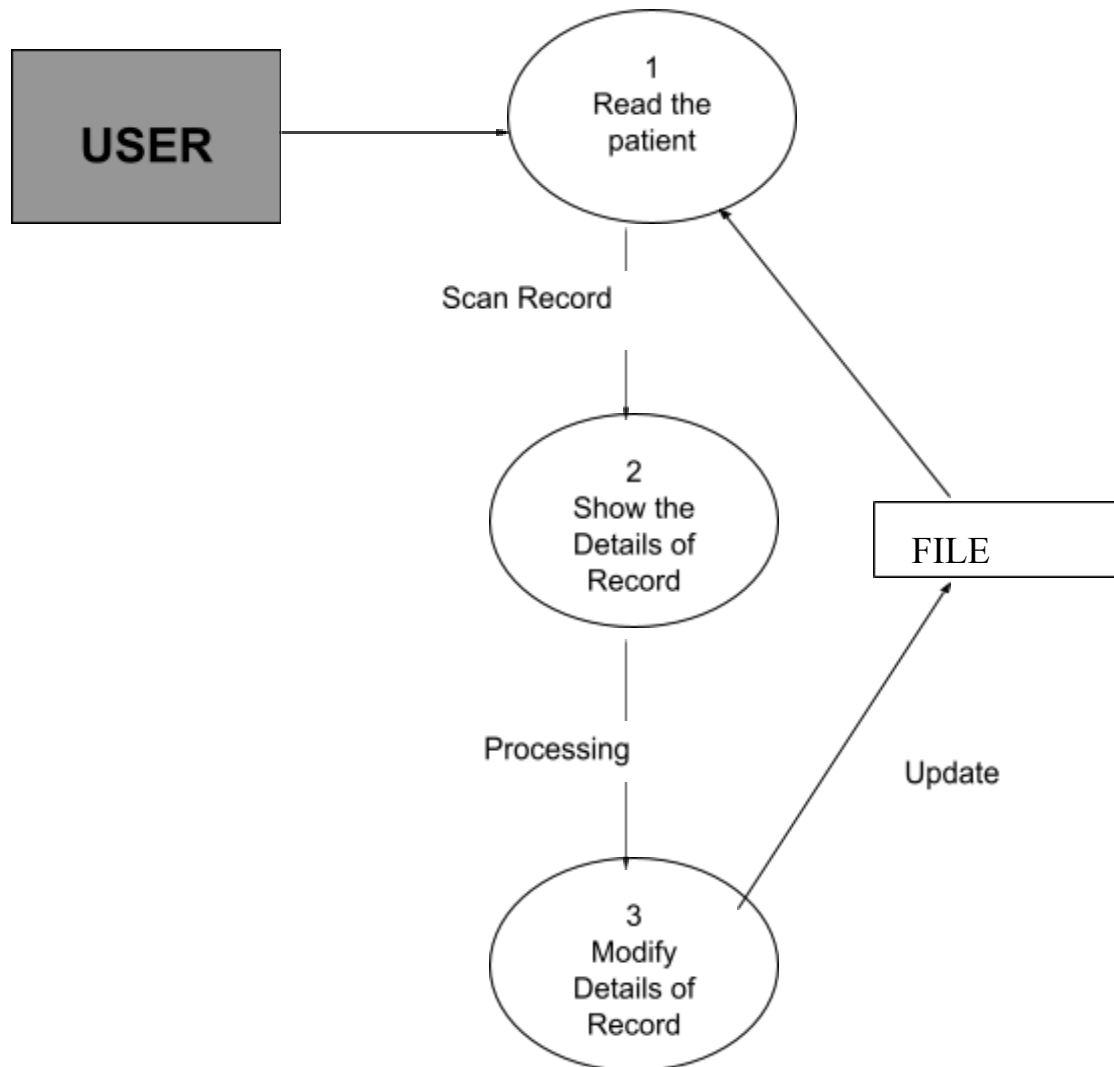 USER
1
Read the
patient
Scan Record
2
Show the
Details of
Record
FILE
Processing
Update
3
Modify
Details of
Record